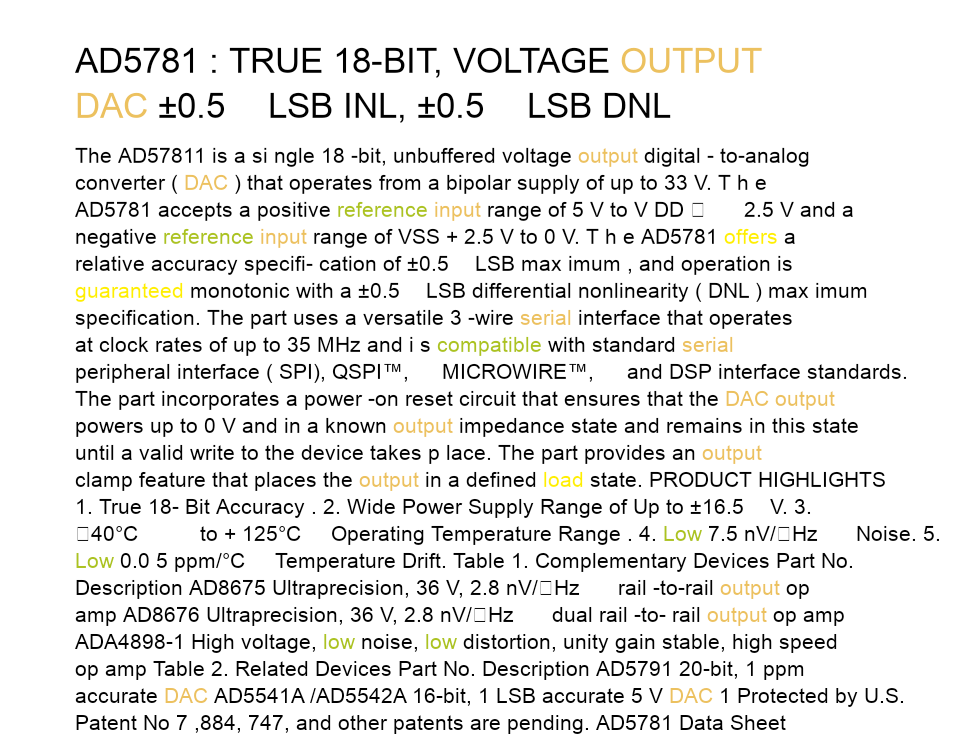 AD5781 : TRUE 18-BIT, VOLTAGE OUTPUT
DAC ±0.5 LSB INL, ±0.5 LSB DNL
The AD57811 is a si ngle 18 -bit, unbuffered voltage output digital - to-analog
converter ( DAC ) that operates from a bipolar supply of up to 33 V. T h e
AD5781 accepts a positive reference input range of 5 V to V DD □ 2.5 V and a
negative reference input range of VSS + 2.5 V to 0 V. T h e AD5781 offers a
relative accuracy specifi- cation of ±0.5 LSB max imum , and operation is
guaranteed monotonic with a ±0.5 LSB differential nonlinearity ( DNL ) max imum
specification. The part uses a versatile 3 -wire serial interface that operates
at clock rates of up to 35 MHz and i s compatible with standard serial
peripheral interface ( SPI), QSPI™, MICROWIRE™, and DSP interface standards.
The part incorporates a power -on reset circuit that ensures that the DAC output
powers up to 0 V and in a known output impedance state and remains in this state
until a valid write to the device takes p lace. The part provides an output
clamp feature that places the output in a defined load state. PRODUCT HIGHLIGHTS
1. True 18- Bit Accuracy . 2. Wide Power Supply Range of Up to ±16.5 V. 3.
□40°C to + 125°C Operating Temperature Range . 4. Low 7.5 nV/□Hz Noise. 5.
Low 0.0 5 ppm/°C Temperature Drift. Table 1. Complementary Devices Part No.
Description AD8675 Ultraprecision, 36 V, 2.8 nV/□Hz rail -to-rail output op
amp AD8676 Ultraprecision, 36 V, 2.8 nV/□Hz dual rail -to- rail output op amp
ADA4898-1 High voltage, low noise, low distortion, unity gain stable, high speed
op amp Table 2. Related Devices Part No. Description AD5791 20-bit, 1 ppm
accurate DAC AD5541A /AD5542A 16-bit, 1 LSB accurate 5 V DAC 1 Protected by U.S.
Patent No 7 ,884, 747, and other patents are pending. AD5781 Data Sheet